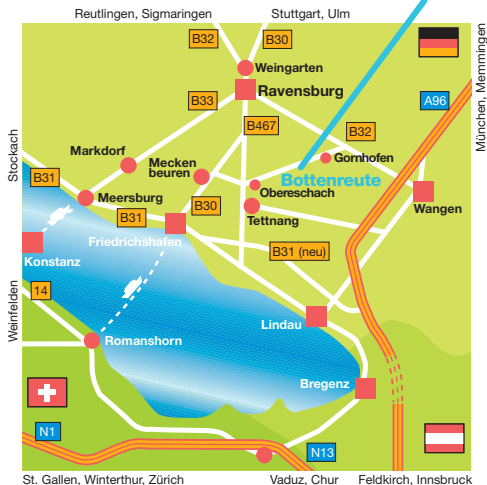 Reutlingen, Sigmaringen
Stuttgart, Ulm
B32
B30
Weingarten
Ravensburg
A96
München, Memmingen
B33
B467
B32
Stockach
Markdorf
Mecken
beuren
Gornhofen
Bottenreute
B31
Meersburg
B30
Obereschach
Tettnang
Wangen
B31
Friedrichshafen
B31 (neu)
Konstanz
14
Weinfelden
Lindau
Romanshorn
Bregenz
N1
N13
St. Gallen, Winterthur, Zürich
Vaduz, Chur
Feldkirch, Innsbruck